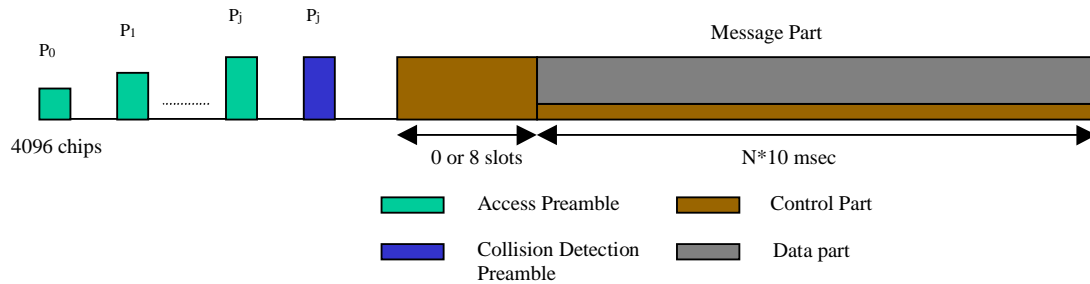 P0
P1
Pj
Pj
Message Part
4096 chips
0 or 8 slots
N*10 msec
Access Preamble
Control Part
Collision Detection
Preamble
Data part